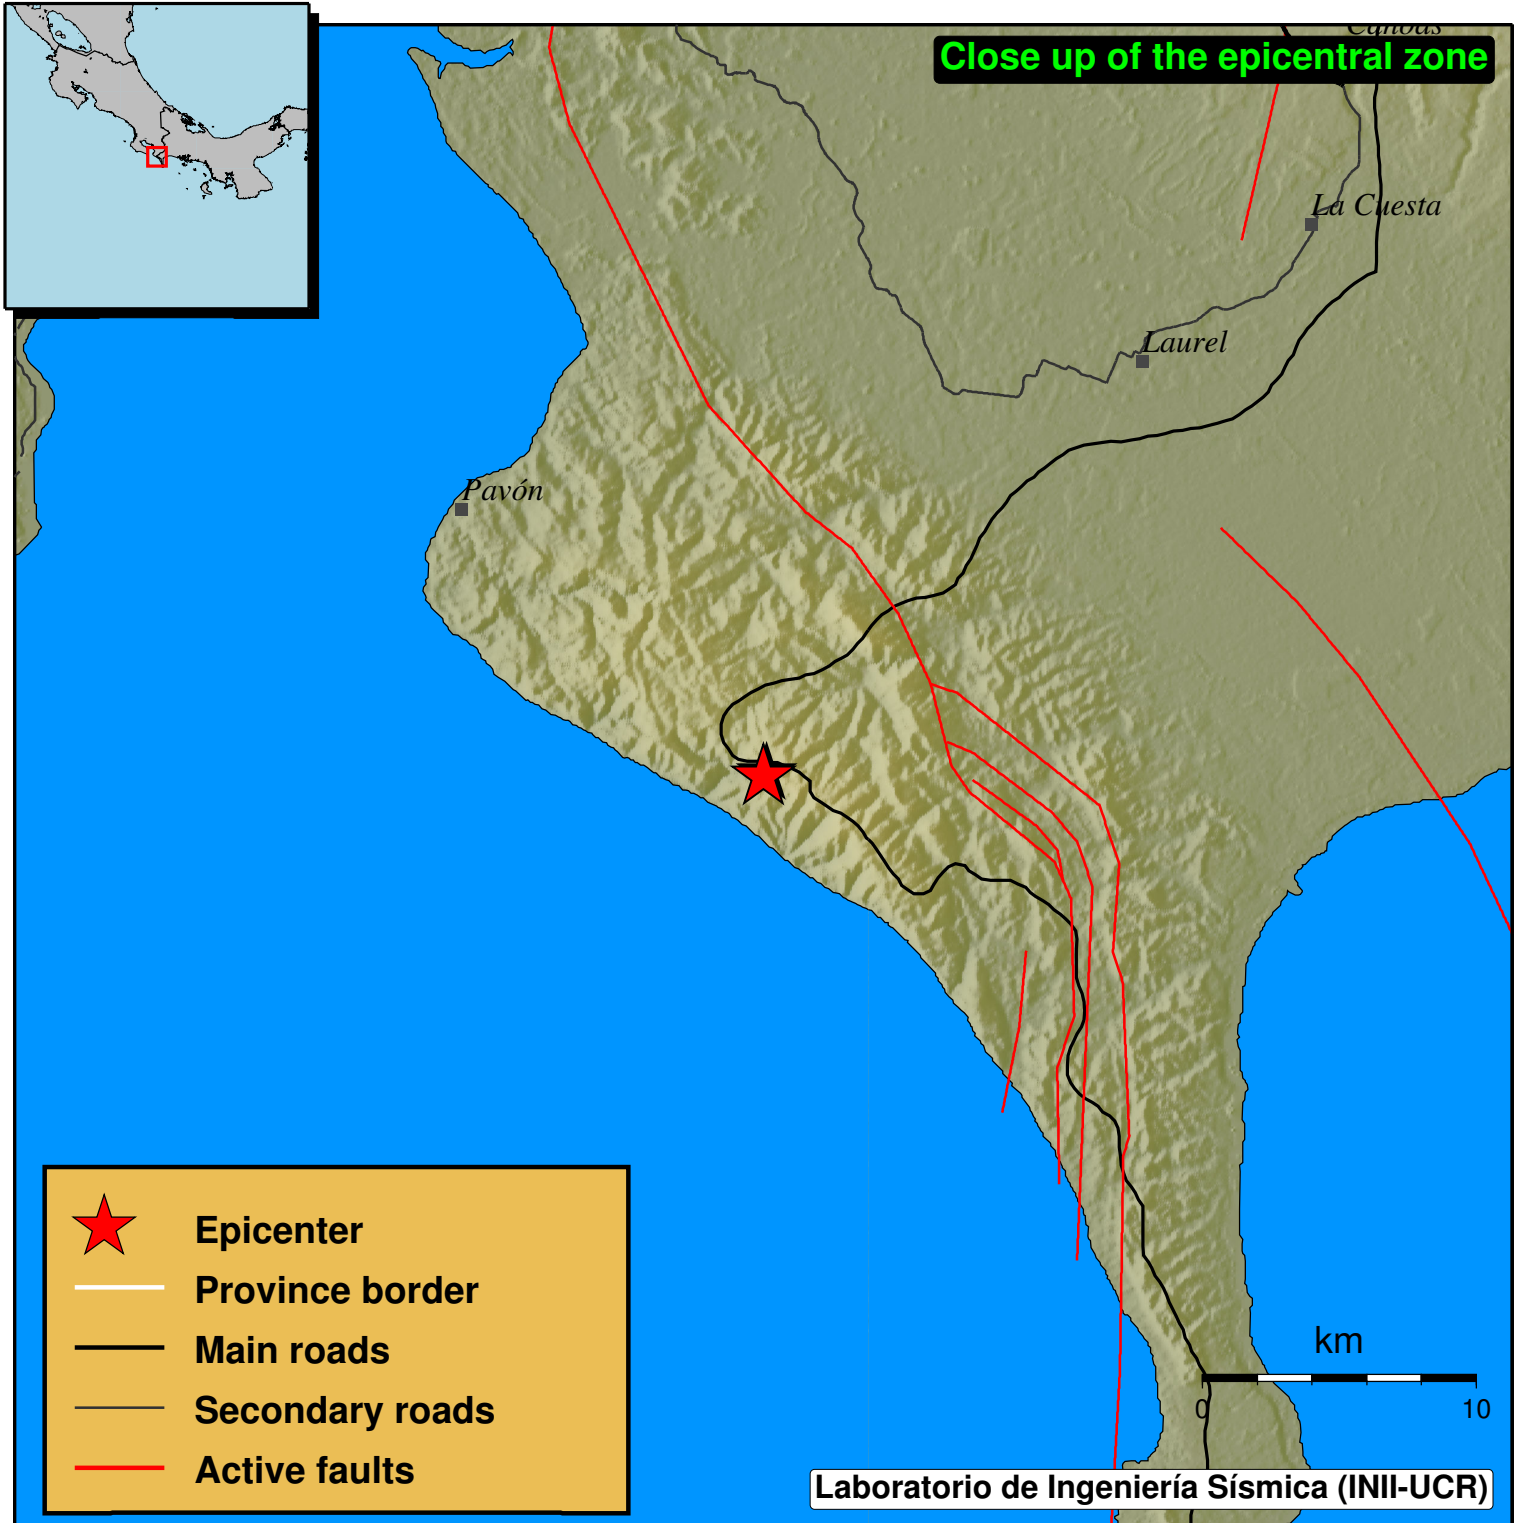 Canoas
Close up of the epicentral zone
La Cuesta
Laurel
Pavón
Epicenter
Province border
Main roads
Secondary roads
Active faults
km
0 10
Laboratorio de Ingeniería Sísmica (INII-UCR)